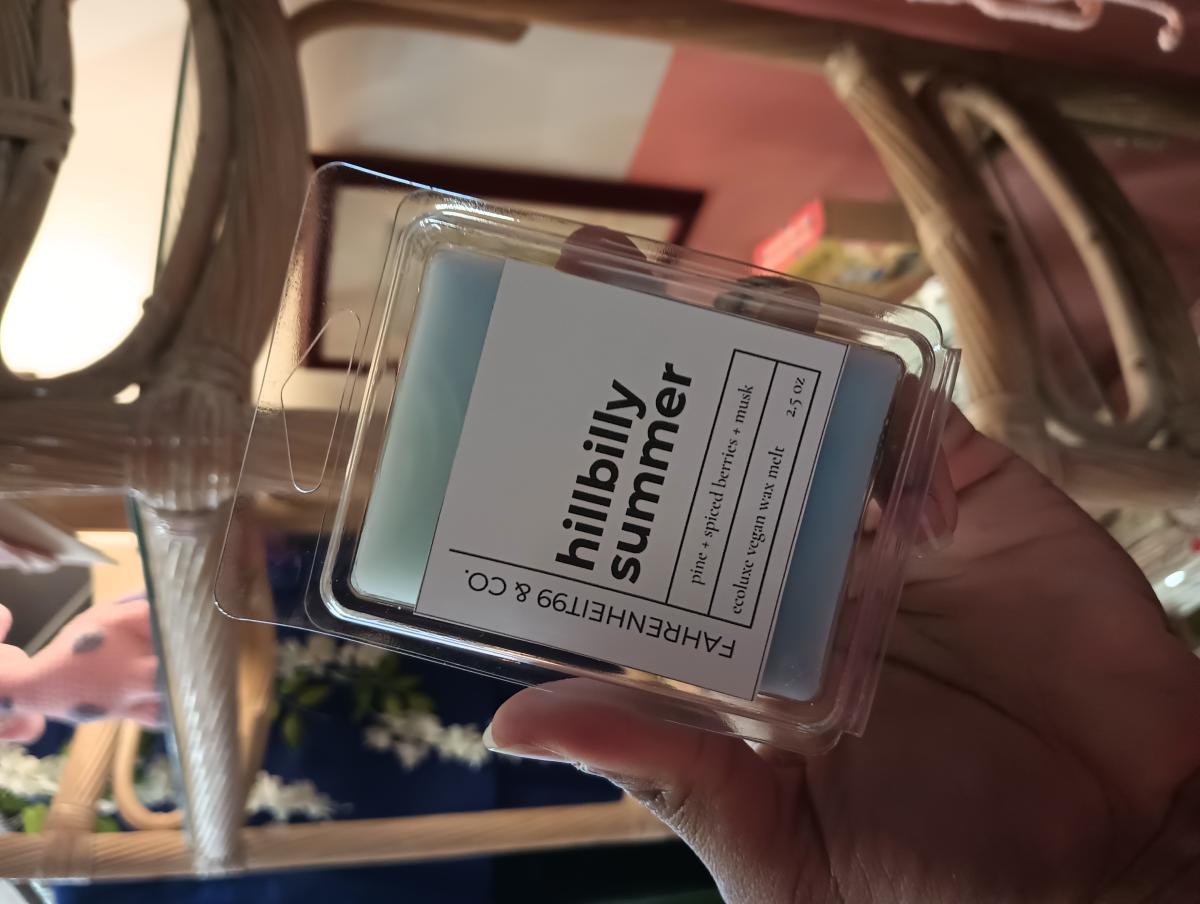 FAHRENHEIT99 & CO.
hillbilly
summer
pine + spiced berries + musk
ecoluxe vegan wax melt 2.5 oz